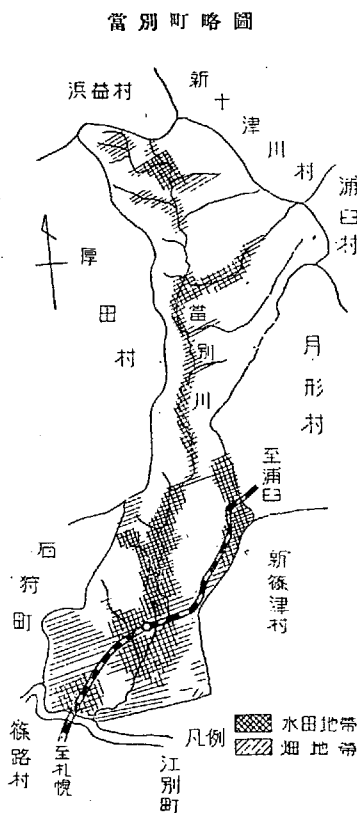 當別町略圖
浜益村
新十津川村
浦臼村
厚田村
當別川
月形村
至浦臼
石狩町
新篠津村
篠路村
至札幌
江別町
凡例
水田地帯
畑地帯